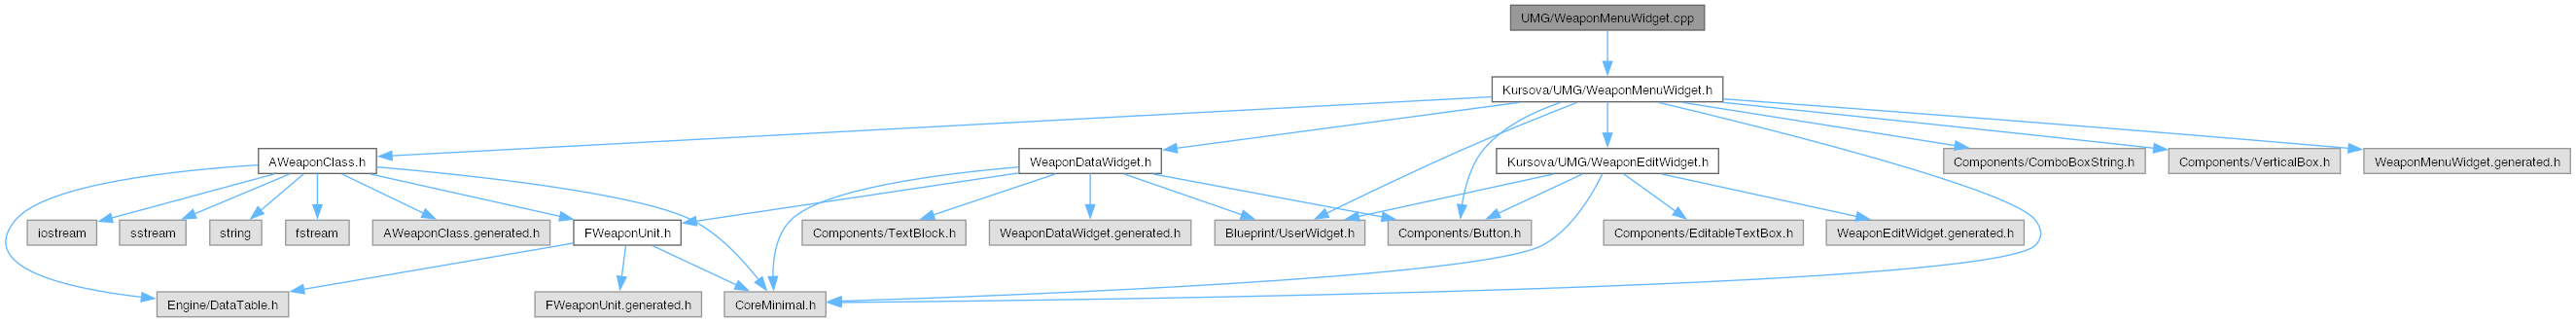 UMG/WeaponMenuWidget.cpp
Kursova/UMG/WeaponMenuWidget.h
AWeaponClass.h
WeaponDataWidget.h
Kursova/UMG/WeaponEditWidget.h
Components/ComboBoxString.h
Components/VerticalBox.h
WeaponMenuWidget.generated.h
iostream
sstream
string
fstream
AWeaponClass.generated.h
FWeaponUnit.h
Components/TextBlock.h
WeaponDataWidget.generated.h
Blueprint/UserWidget.h
Components/Button.h
Components/EditableTextBox.h
WeaponEditWidget.generated.h
Engine/DataTable.h
FWeaponUnit.generated.h
CoreMinimal.h